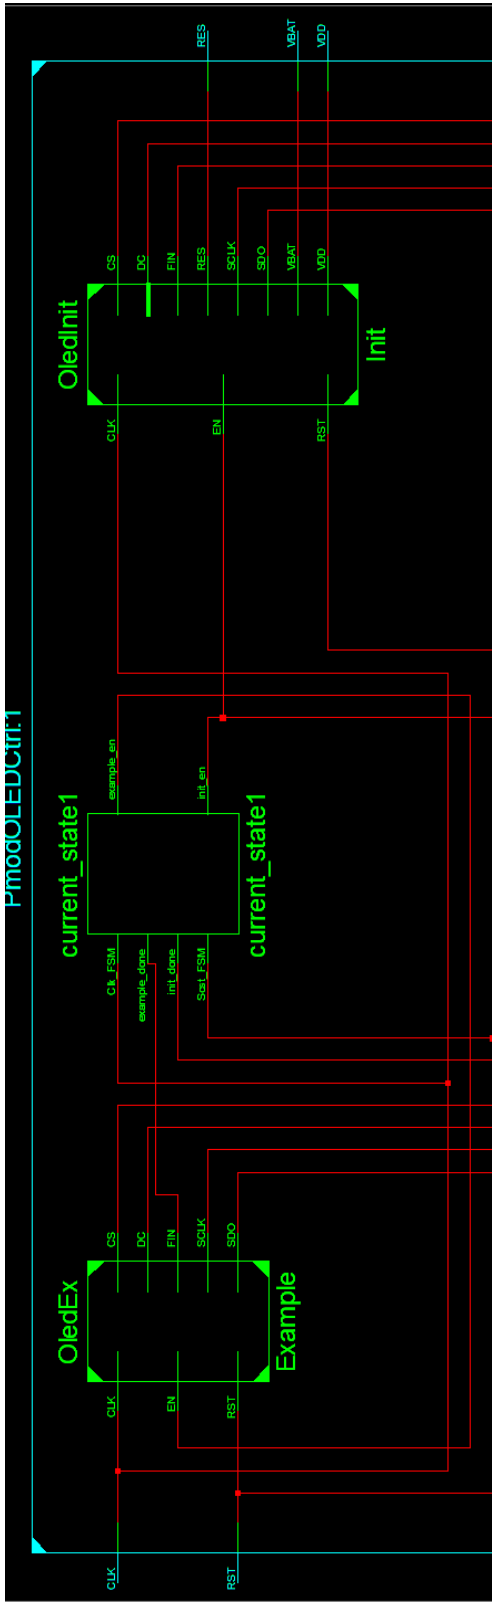 PmodOLEDCtrl:1
RES
VBAT
VDD
CS
DC
FIN
RES
SCLK
SDO
VBAT
VDD
OledInit
Init
CLK
EN
RST
example_en
init_en
current_state1
current_state1
Clk_FSM
example_done
init_done
Scst_FSM
CS
DC
FIN
SCLK
SDO
OledEx
Example
CLK
EN
RST
CLK
RST